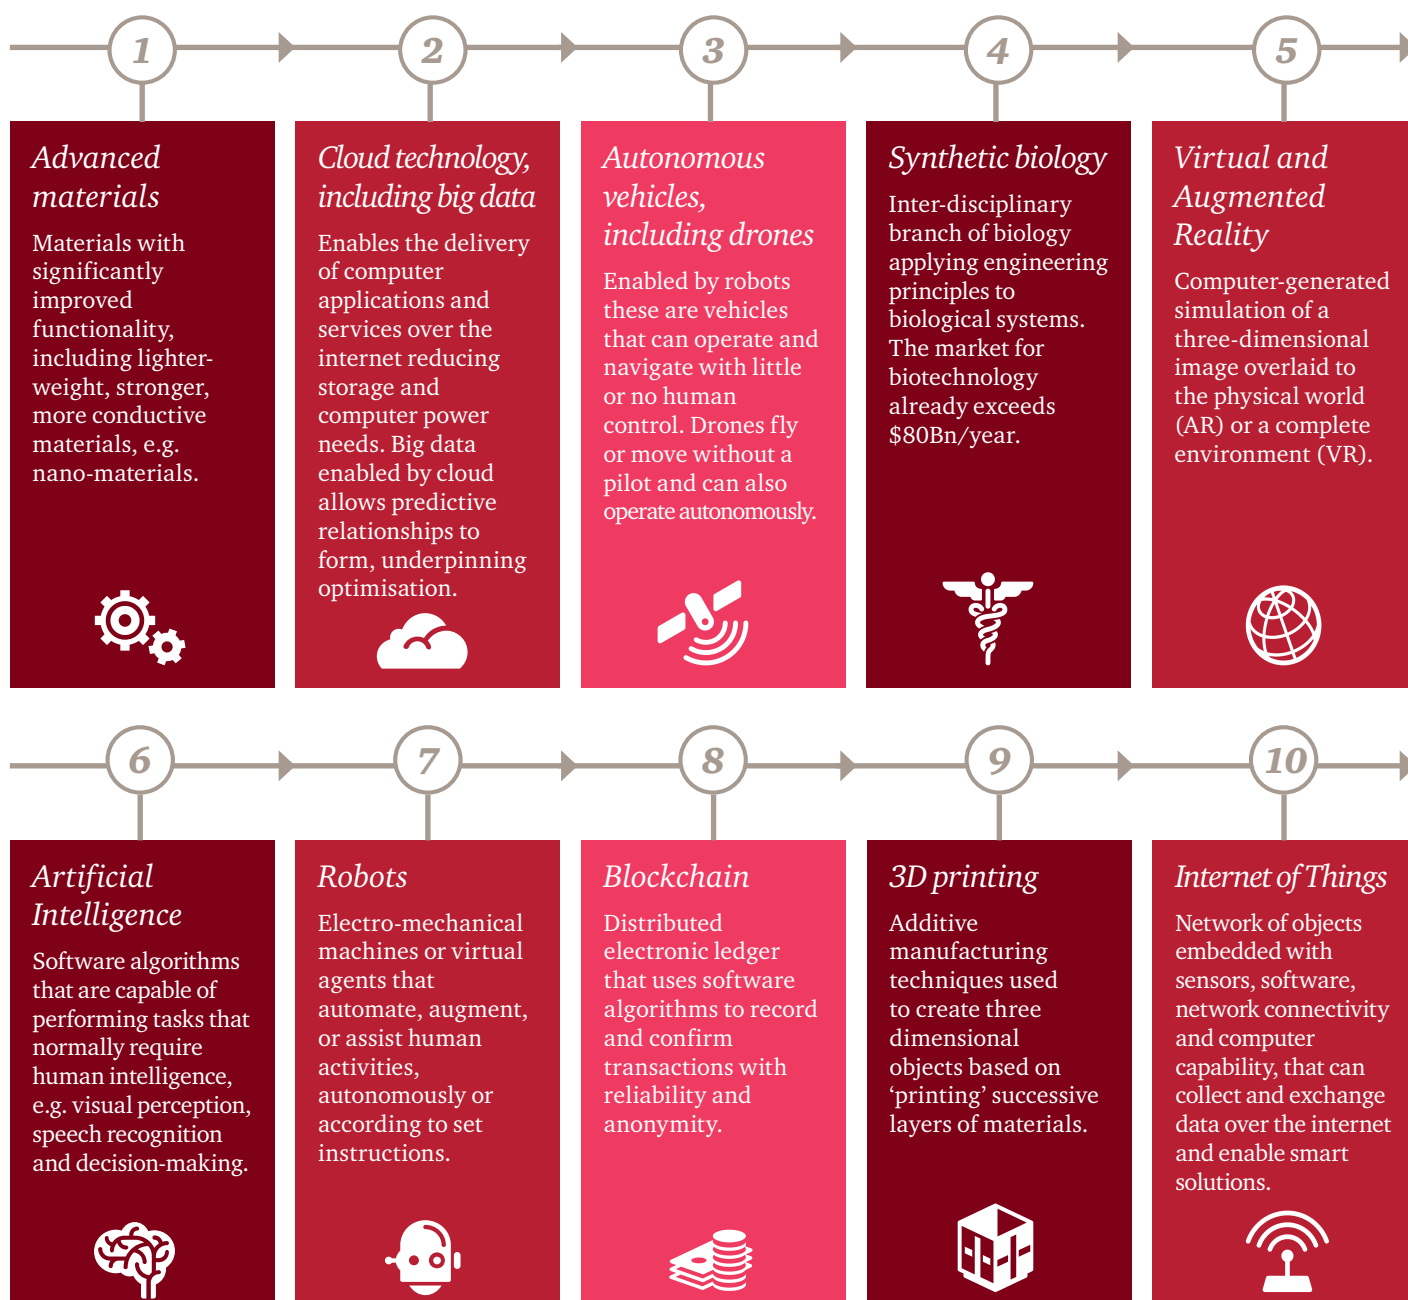 1
2
3
4
5
Advanced
materials
Materials with
significantly
improved
functionality,
including lighter-
weight, stronger,
more conductive
materials, e.g.
nano-materials.
Cloud technology,
including big data
Enables the delivery
of computer
applications and
services over the
internet reducing
storage and
computer power
needs. Big data
enabled by cloud
allows predictive
relationships to
form, underpinning
optimisation.
Autonomous
vehicles,
including drones
Enabled by robots
these are vehicles
that can operate and
navigate with little
or no human
control. Drones fly
or move without a
pilot and can also
operate autonomously.
Synthetic biology
Inter-disciplinary
branch of biology
applying engineering
principles to
biological systems.
The market for
biotechnology
already exceeds
$80Bn/year.
Virtual and
Augmented
Reality
Computer-generated
simulation of a
three-dimensional
image overlaid to
the physical world
(AR) or a complete
environment (VR).
6
7
8
9
10
Artificial
Intelligence
Software algorithms
that are capable of
performing tasks that
normally require
human intelligence,
e.g. visual perception,
speech recognition
and decision-making.
Robots
Electro-mechanical
machines or virtual
agents that
automate, augment,
or assist human
activities,
autonomously or
according to set
instructions.
Blockchain
Distributed
electronic ledger
that uses software
algorithms to record
and confirm
transactions with
reliability and
anonymity.
3D printing
Additive
manufacturing
techniques used
to create three
dimensional
objects based on
‘printing’ successive
layers of materials.
Internet of Things
Network of objects
embedded with
sensors, software,
network connectivity
and computer
capability, that can
collect and exchange
data over the internet
and enable smart
solutions.